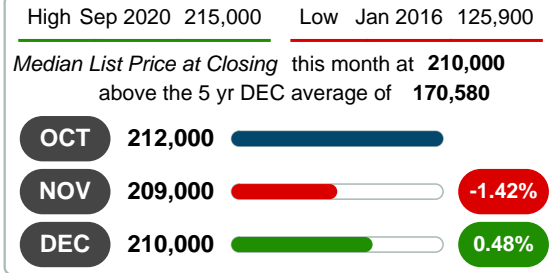 High Sep 2020 215,000 Low Jan 2016 125,900
Median List Price at Closing this month at 210,000
above the 5 yr DEC average of 170,580
OCT 212,000
NOV 209,000 -1.42%
DEC 210,000 0.48%